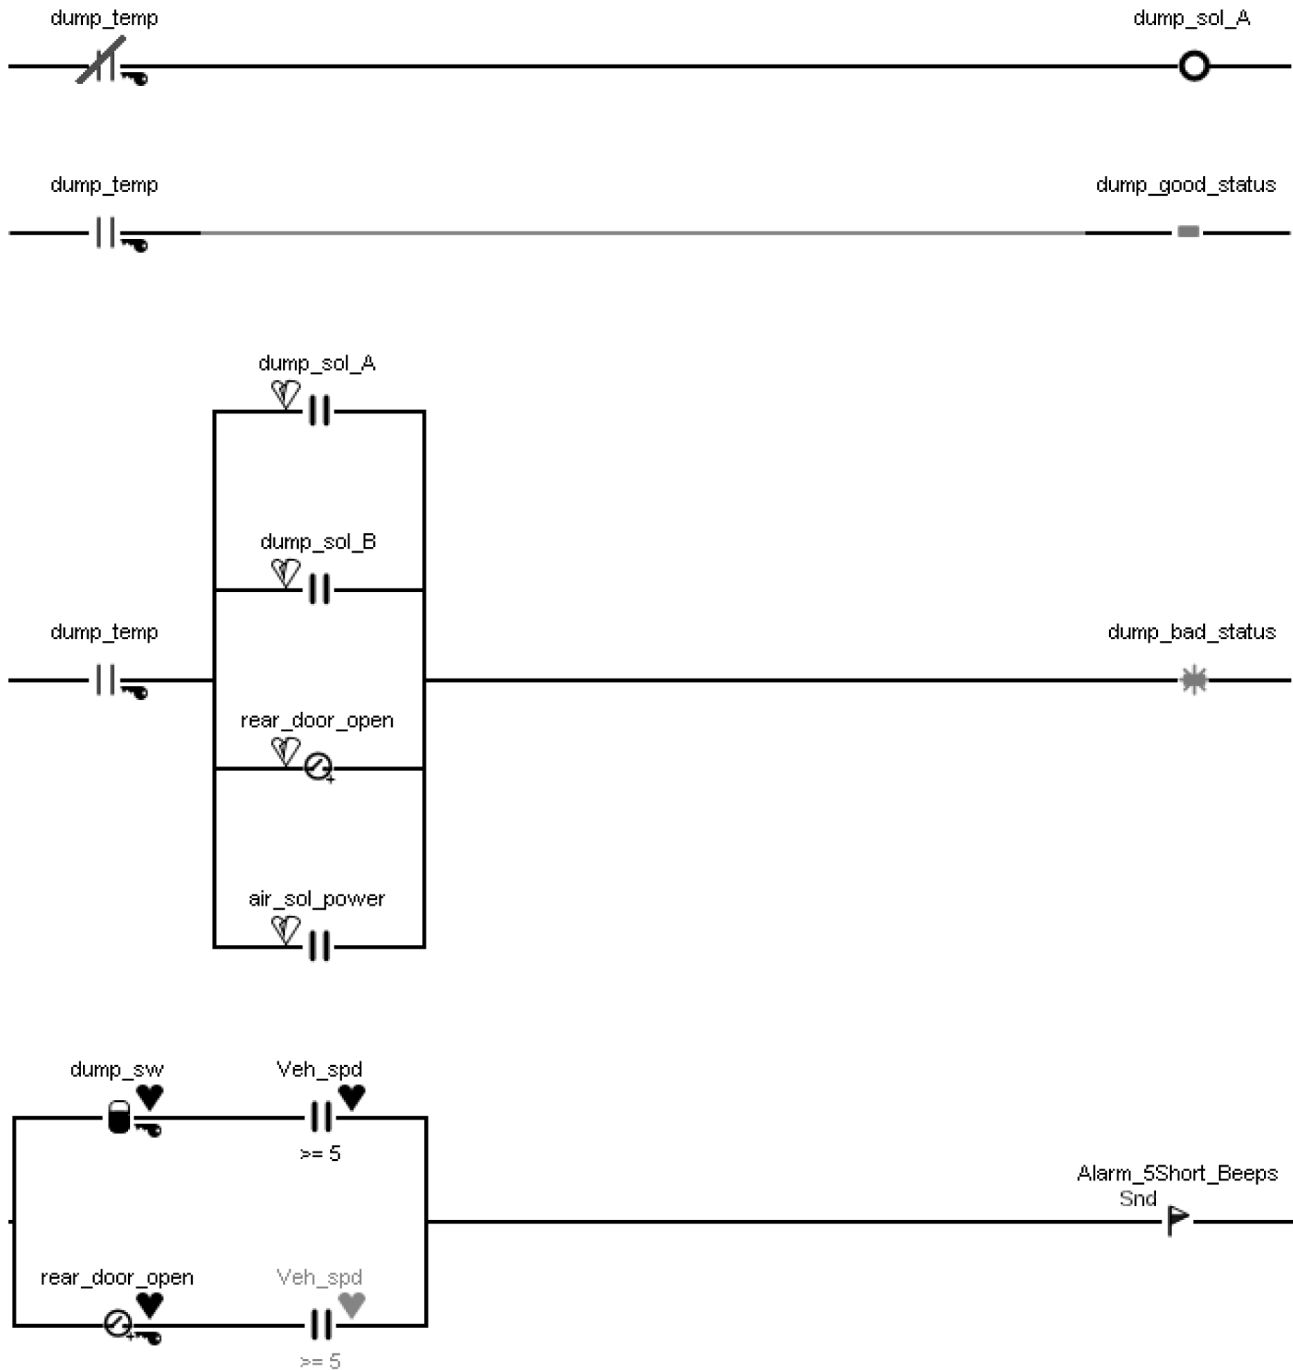 dump_temp
dump_sol_A
dump_temp
dump_good_status
dump_sol_A
dump_sol_B
dump_temp
dump_bad_status
rear_door_open
air_sol_power
dump_sw
Veh_spd
>= 5
Alarm_5Short_Beeps
Snd
rear_door_open
Veh_spd
>= 5